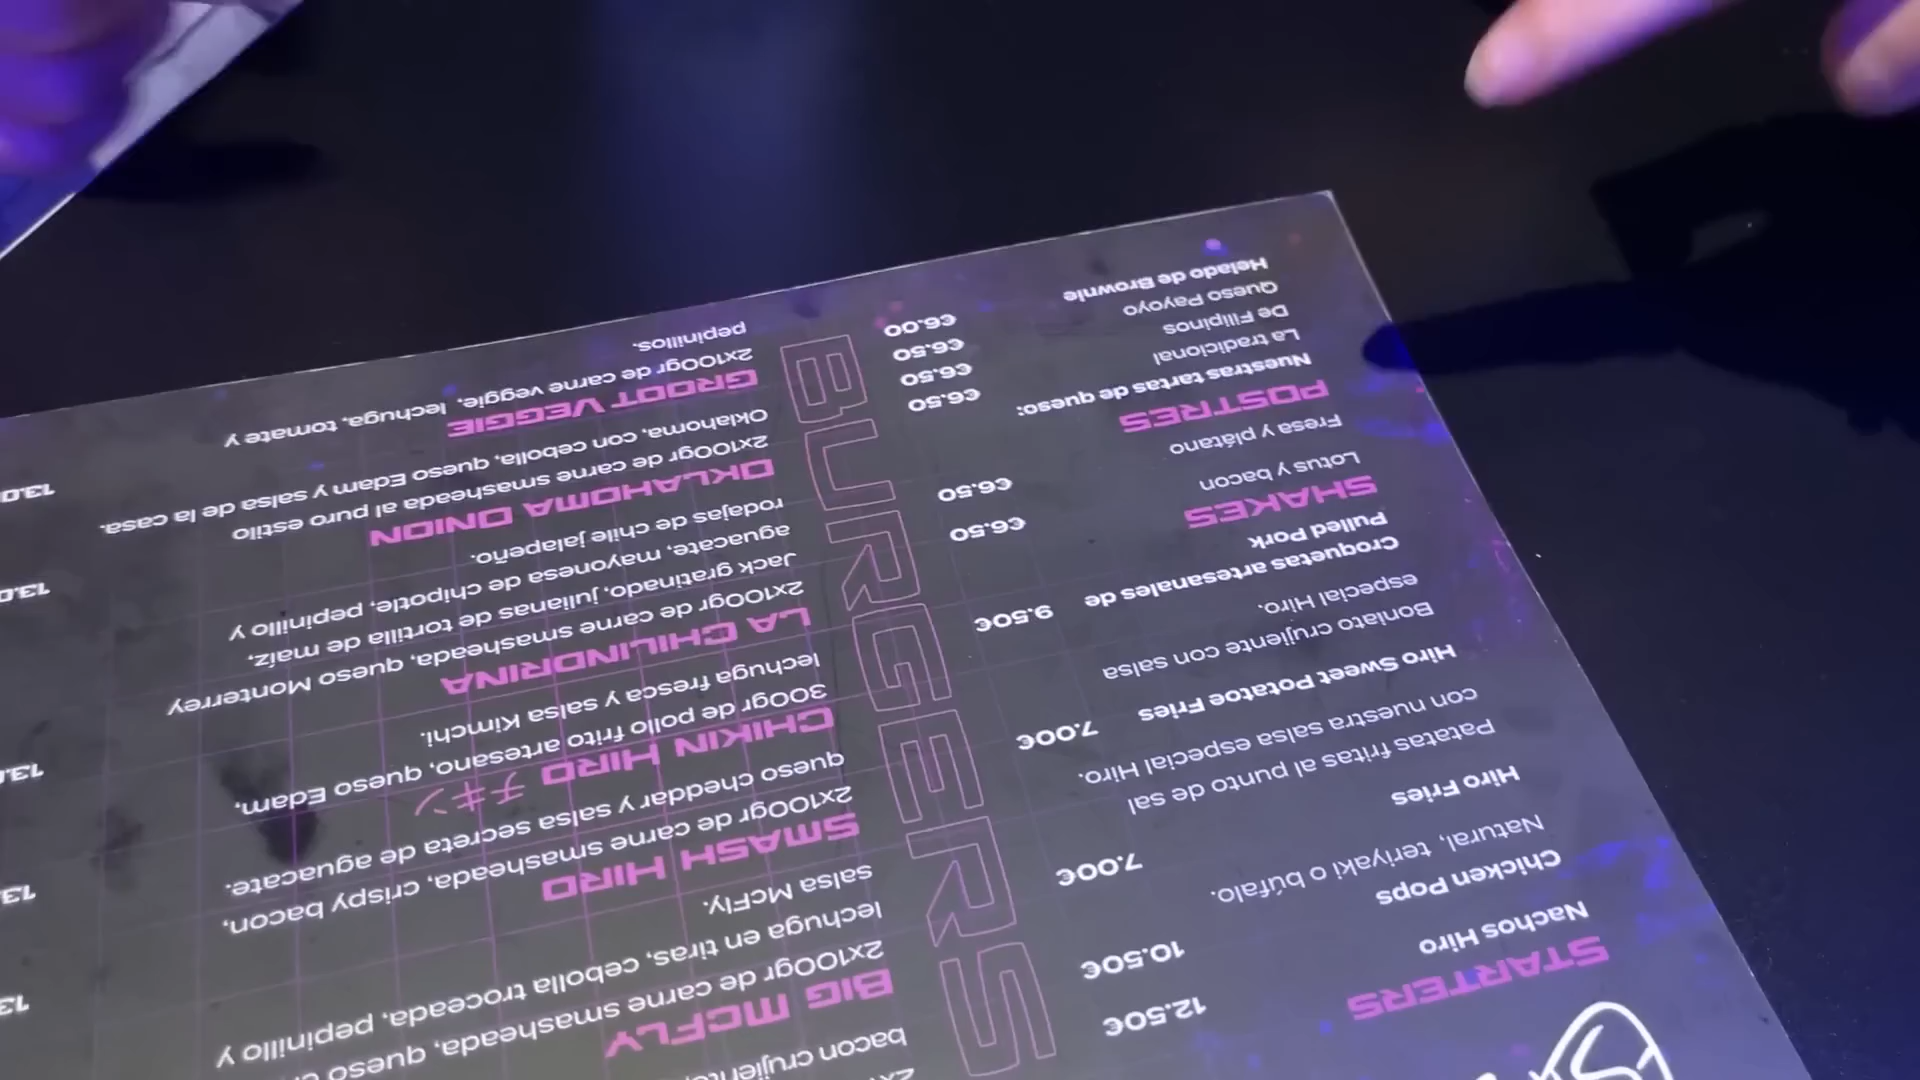 STARTERS
Nachos Hiro 12.50€
Chicken Pops 10.50€
Natural, teriyaki o búfalo.
Hiro Fries 7.00€
Patatas fritas al punto de sal
con nuestra salsa especial Hiro.
Hiro Sweet Potatoe Fries 7.00€
Boniato crujiente con salsa
especial Hiro.
Croquetas artesanales de 9.50€
Pulled Pork
SHAKES
Lotus y bacon €6.50
Fresa y plátano €6.50
POSTRES
Nuestras tartas de queso:
La tradicional €6.50
De Filipinos €6.50
Queso Payoyo €6.50
Helado de Brownie €6.00
BURGERS
bacon crujiente,
BIG MCFLY
2x100gr de carne smasheada, queso
lechuga en tiras, cebolla troceada, pepinillo y
salsa McFly.
SMASH HIRO
2x100gr de carne smasheada, crispy bacon,
queso cheddar y salsa secreta de aguacate.
CHIKIN HIRO チキン
300gr de pollo frito artesano, queso Edam,
lechuga fresca y salsa Kimchi.
LA CHILINDRINA
2x100gr de carne smasheada, queso Monterrey
Jack gratinado, julianas de tortilla de maíz,
aguacate, mayonesa de chipotle, pepinillo y
rodajas de chile jalapeño.
OKLAHOMA ONION
2x100gr de carne smasheada al puro estilo
Oklahoma, con cebolla, queso Edam y salsa de la casa.
GROOT VEGGIE
2x100gr de carne veggie, lechuga, tomate y
pepinillos.